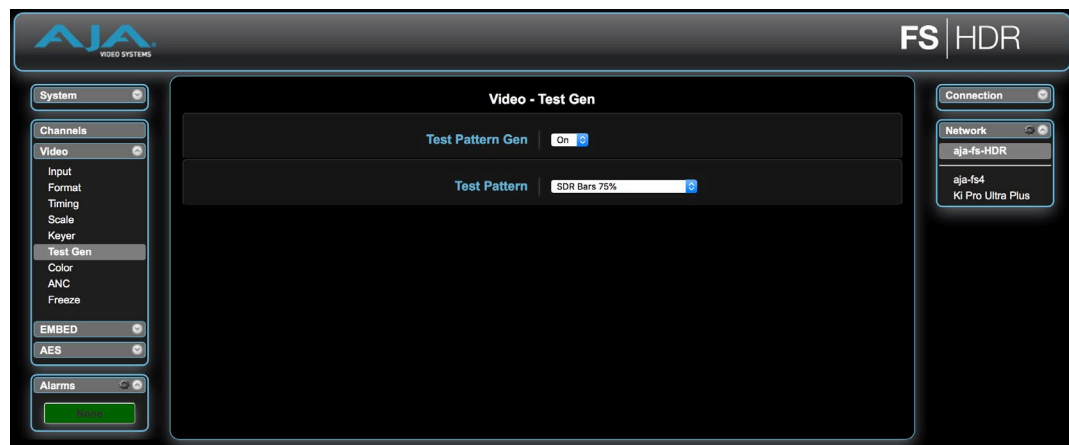 AJA
VIDEO SYSTEMS
FS | HDR
System
Channels
Video
Input
Format
Timing
Scale
Keyer
Test Gen
Color
ANC
Freeze
EMBED
AES
Alarms
None
Video - Test Gen
Test Pattern Gen
On
Test Pattern
SDR Bars 75%
Connection
Network
aja-fs-HDR
aja-fs4
Ki Pro Ultra Plus